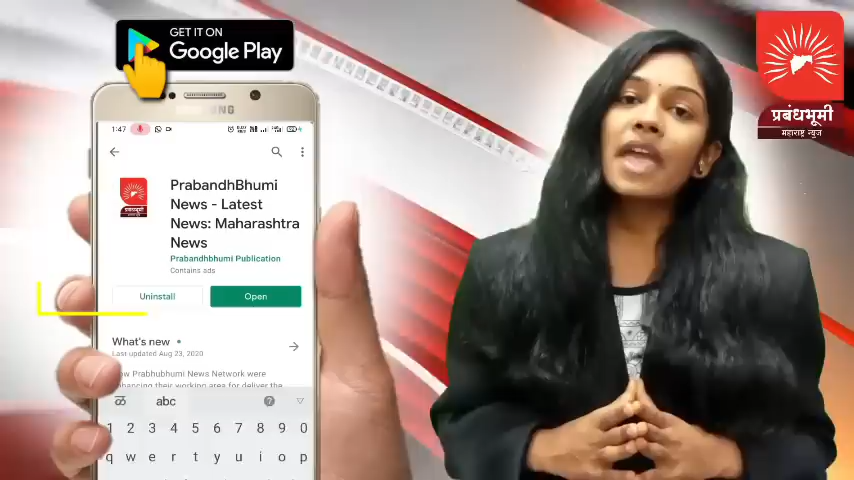 GET IT ON
Google Play
SAMSUNG
1:47
PrabandhBhumi
News - Latest
News: Maharashtra
News
Prabandhbhumi Publication
Contains ads
Uninstall
Open
What's new
Last updated Aug 23, 2020
Now Prabhubhumi News Network were
enhancing their working area for deliver the
ळ abc
1 2 3 4 5 6 7 8 9 0
q w e r t y u i o p
प्रबंधभूमी
महाराष्ट्र न्यूज